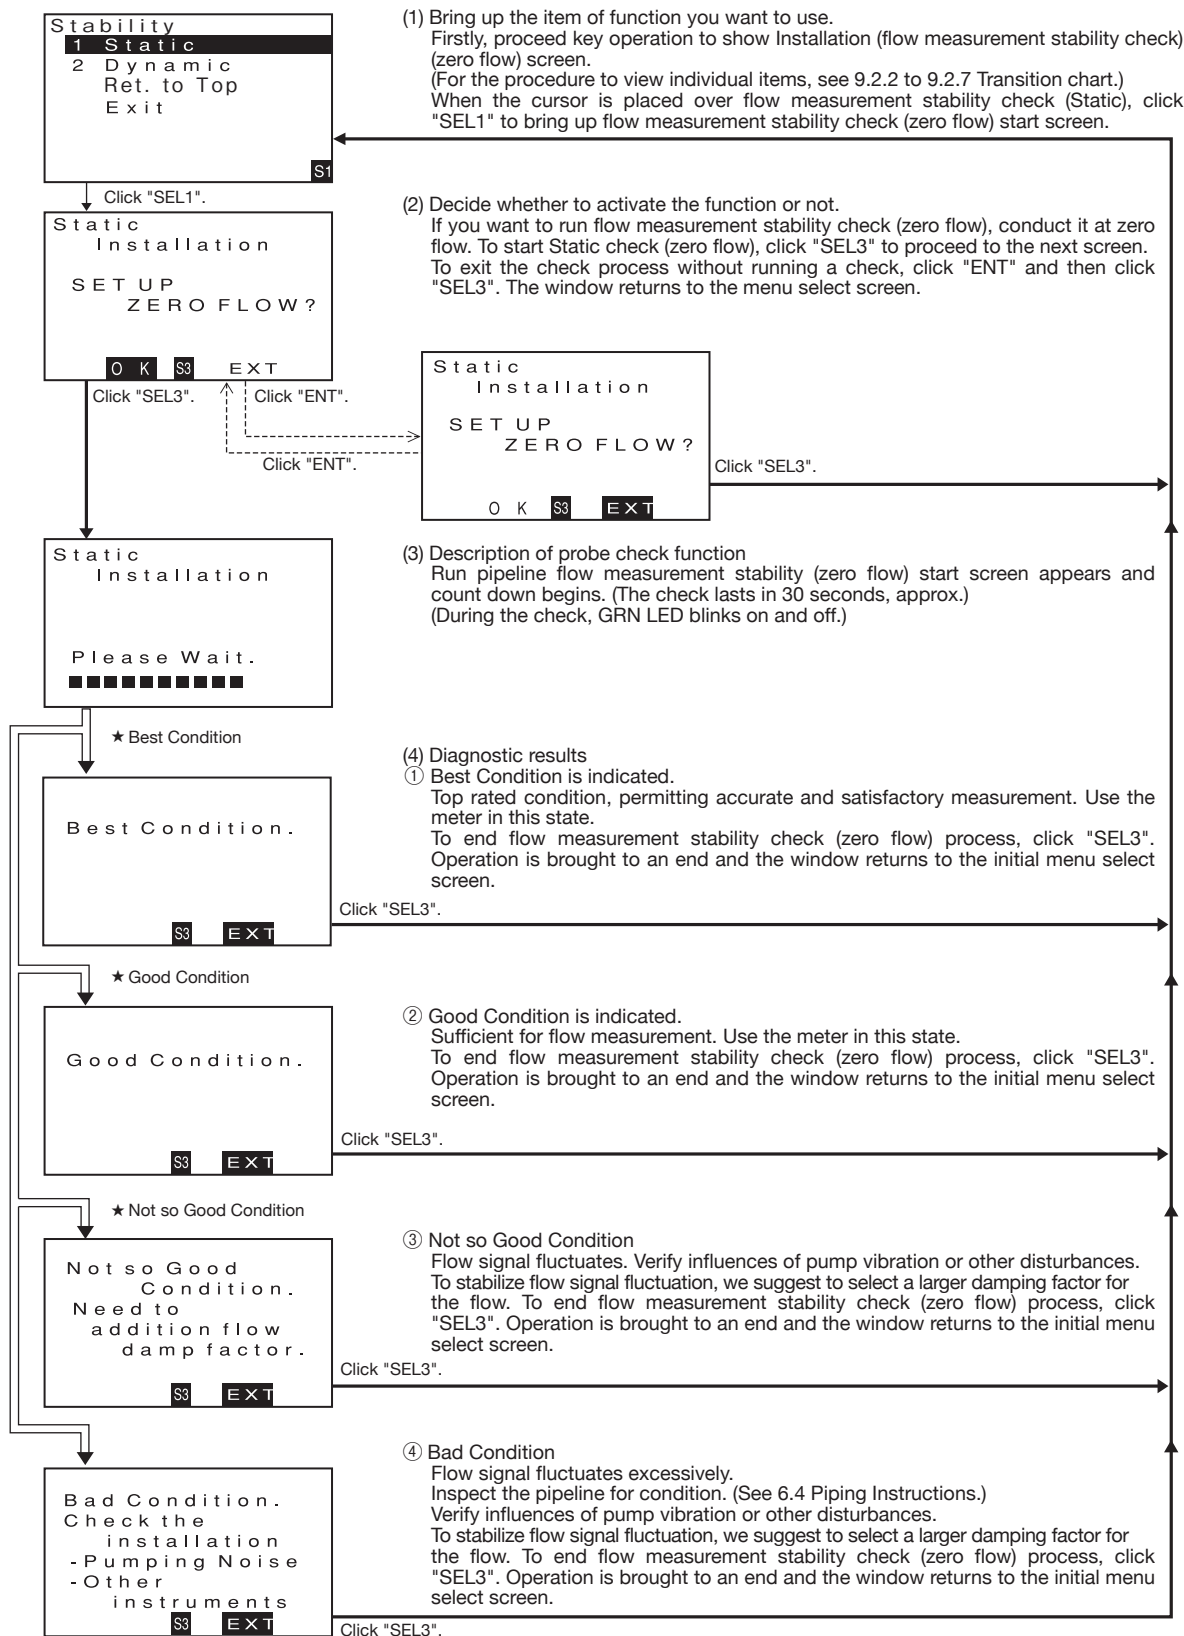 Stability
1 Static
2 Dynamic
Ret. to Top
Exit
S1
(1) Bring up the item of function you want to use.
Firstly, proceed key operation to show Installation (flow measurement stability check)
(zero flow) screen.
(For the procedure to view individual items, see 9.2.2 to 9.2.7 Transition chart.)
When the cursor is placed over flow measurement stability check (Static), click
"SEL1" to bring up flow measurement stability check (zero flow) start screen.
Click "SEL1".
Static
Installation
SET UP
ZERO FLOW?
OK S3 EXT
(2) Decide whether to activate the function or not.
If you want to run flow measurement stability check (zero flow), conduct it at zero
flow. To start Static check (zero flow), click "SEL3" to proceed to the next screen.
To exit the check process without running a check, click "ENT" and then click
"SEL3". The window returns to the menu select screen.
Click "SEL3".
Click "ENT".
Click "ENT".
Static
Installation
SET UP
ZERO FLOW?
OK S3 EXT
Click "SEL3".
Static
Installation
Please Wait.
(3) Description of probe check function
Run pipeline flow measurement stability (zero flow) start screen appears and
count down begins. (The check lasts in 30 seconds, approx.)
(During the check, GRN LED blinks on and off.)
★ Best Condition
Best Condition.
S3 EXT
(4) Diagnostic results
① Best Condition is indicated.
Top rated condition, permitting accurate and satisfactory measurement. Use the
meter in this state.
To end flow measurement stability check (zero flow) process, click "SEL3".
Operation is brought to an end and the window returns to the initial menu select
screen.
Click "SEL3".
★ Good Condition
Good Condition.
S3 EXT
② Good Condition is indicated.
Sufficient for flow measurement. Use the meter in this state.
To end flow measurement stability check (zero flow) process, click "SEL3".
Operation is brought to an end and the window returns to the initial menu select
screen.
Click "SEL3".
★ Not so Good Condition
Not so Good
Condition.
Need to
addition flow
damp factor.
S3 EXT
③ Not so Good Condition
Flow signal fluctuates. Verify influences of pump vibration or other disturbances.
To stabilize flow signal fluctuation, we suggest to select a larger damping factor for
the flow. To end flow measurement stability check (zero flow) process, click
"SEL3". Operation is brought to an end and the window returns to the initial menu
select screen.
Click "SEL3".
Bad Condition.
Check the
installation
-Pumping Noise
-Other
instruments
S3 EXT
④ Bad Condition
Flow signal fluctuates excessively.
Inspect the pipeline for condition. (See 6.4 Piping Instructions.)
Verify influences of pump vibration or other disturbances.
To stabilize flow signal fluctuation, we suggest to select a larger damping factor for
the flow. To end flow measurement stability check (zero flow) process, click
"SEL3". Operation is brought to an end and the window returns to the initial menu
select screen.
Click "SEL3".